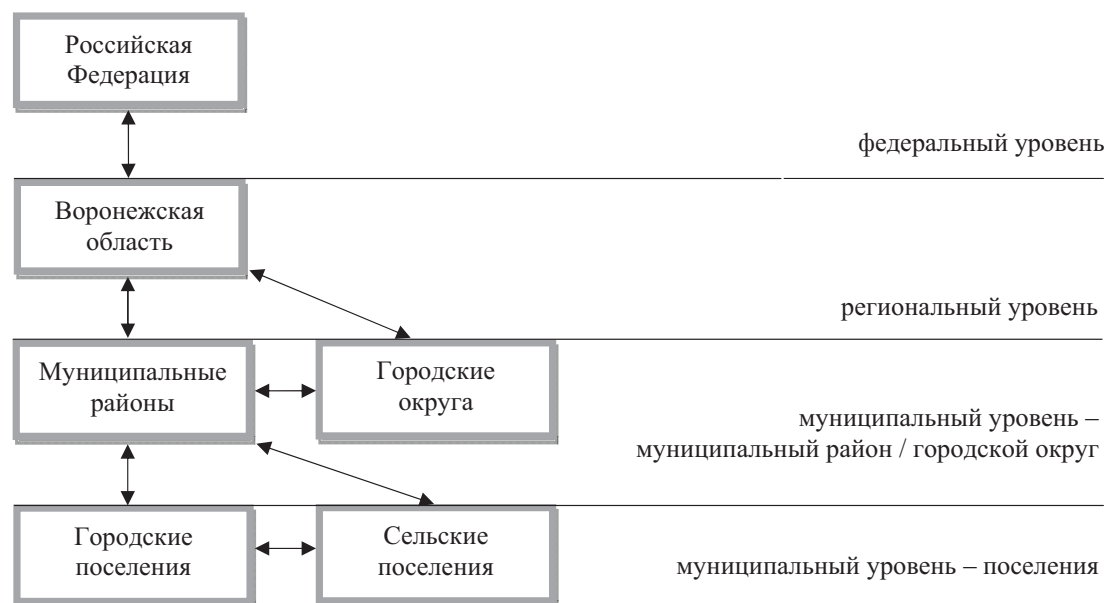 Российская
Федерация
федеральный уровень
Воронежская
область
региональный уровень
Муниципальные
районы
Городские
округа
муниципальный уровень –
муниципальный район / городской округ
Городские
поселения
Сельские
поселения
муниципальный уровень – поселения